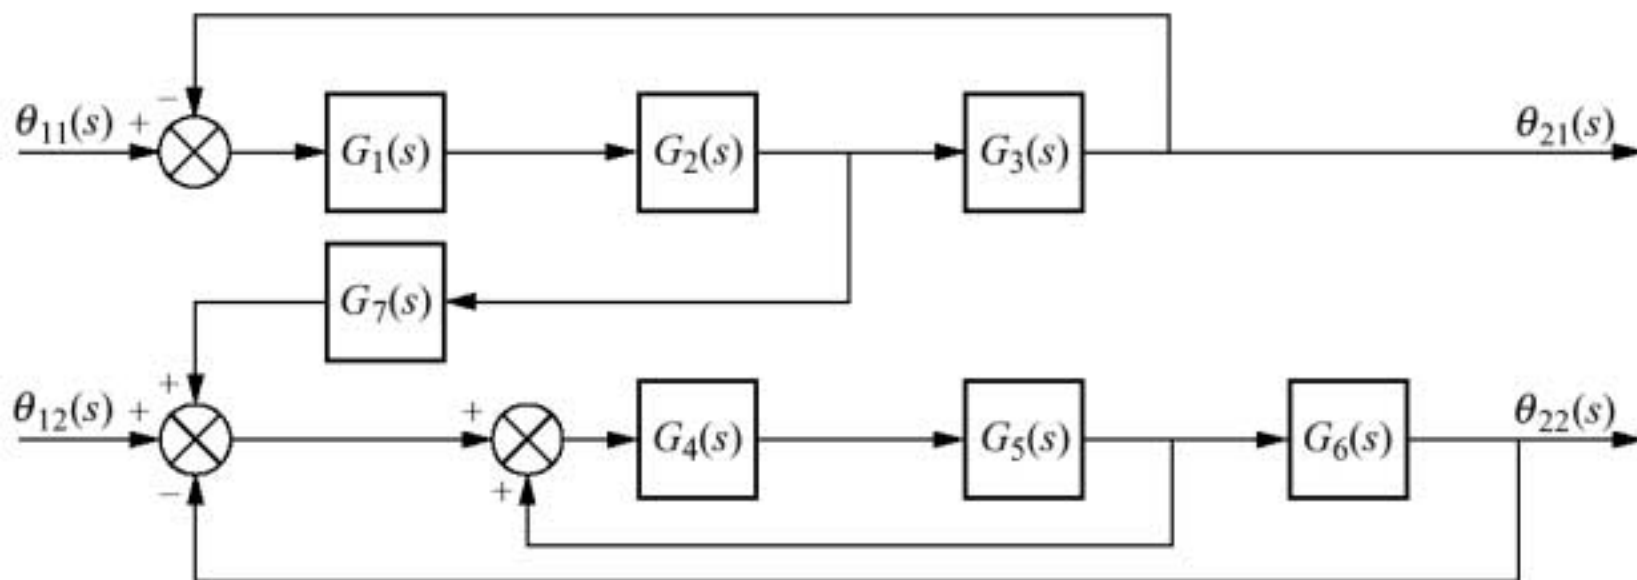 −
θ₁₁(s) + G₁(s) G₂(s) G₃(s) θ₂₁(s)
G₇(s)
+
θ₁₂(s) + + G₄(s) G₅(s) G₆(s) θ₂₂(s)
− +